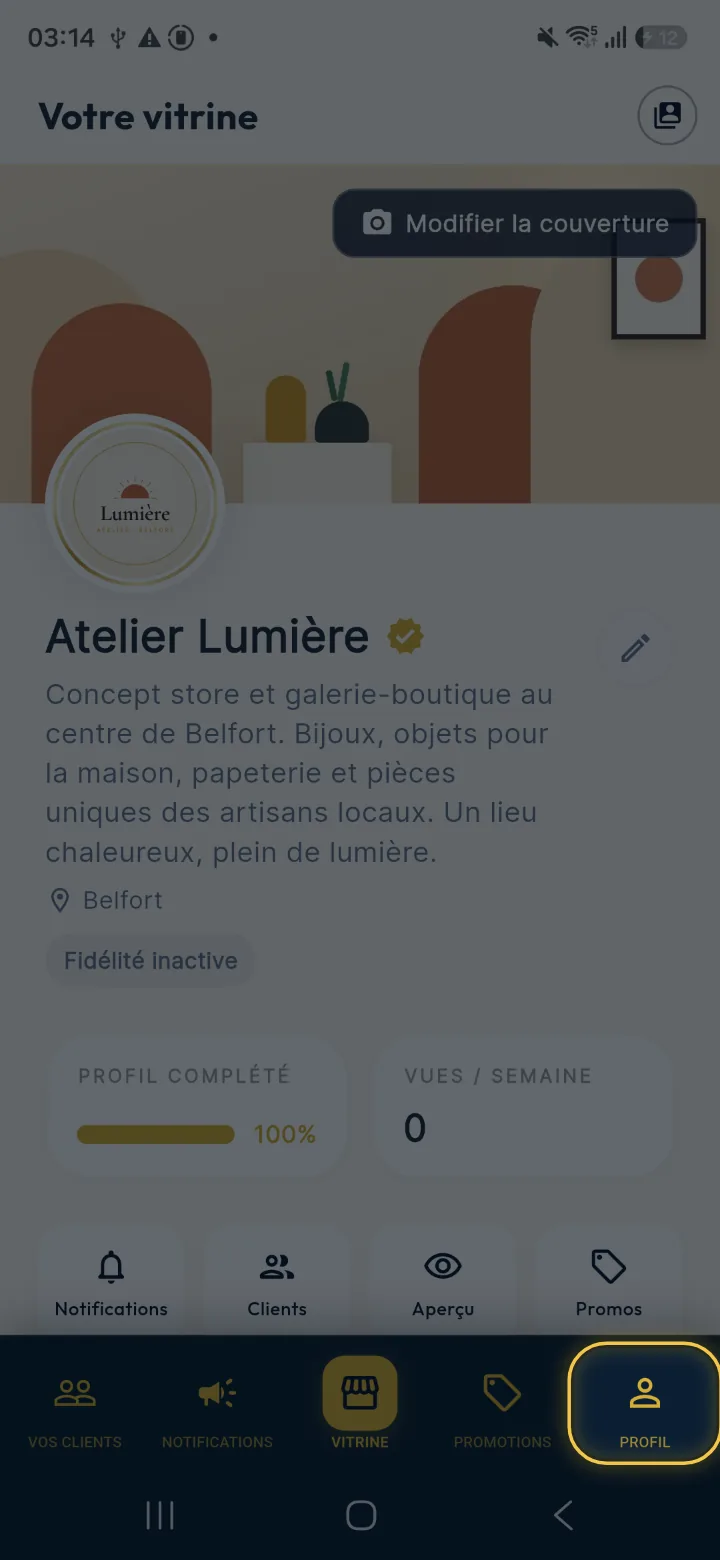 03:14
5
12
Votre vitrine
Modifier la couverture
Lumière
Atelier Lumière
Concept store et galerie-boutique au
centre de Belfort. Bijoux, objets pour
la maison, papeterie et pièces
uniques des artisans locaux. Un lieu
chaleureux, plein de lumière.
Belfort
Fidélité inactive
PROFIL COMPLÉTÉ
100%
VUES / SEMAINE
0
Notifications
Clients
Aperçu
Promos
VOS CLIENTS
NOTIFICATIONS
VITRINE
PROMOTIONS
PROFIL